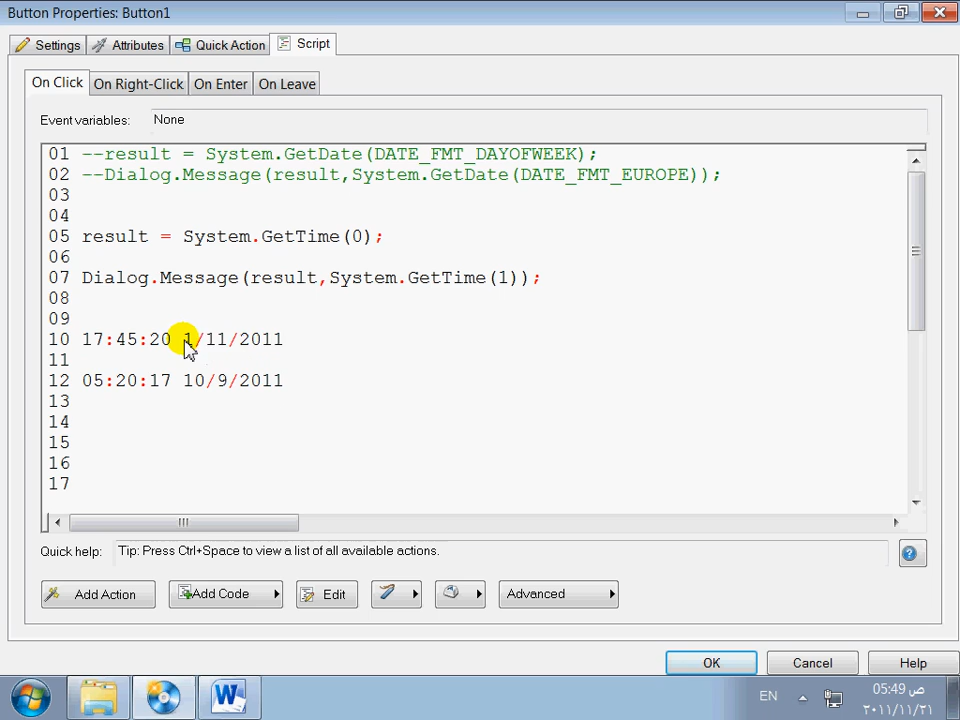 Button Properties: Button1
Settings Attributes Quick Action Script
On Click On Right-Click On Enter On Leave
Event variables: None
01 --result = System.GetDate(DATE_FMT_DAYOFWEEK);
02 --Dialog.Message(result,System.GetDate(DATE_FMT_EUROPE));
03
04
05 result = System.GetTime(0);
06
07 Dialog.Message(result,System.GetTime(1));
08
09
10 17:45:20 1/11/2011
11
12 05:20:17 10/9/2011
13
14
15
16
17
Quick help: Tip: Press Ctrl+Space to view a list of all available actions.
Add Action Add Code Edit Advanced
OK Cancel Help
EN 05:49 ص
٢٠١١/١١/٢١